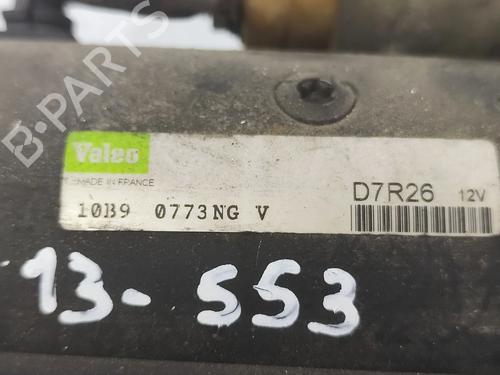 B-PARTS
Valeo
MADE IN FRANCE
D7R26 12V
10B9 0773NG V
-13-553